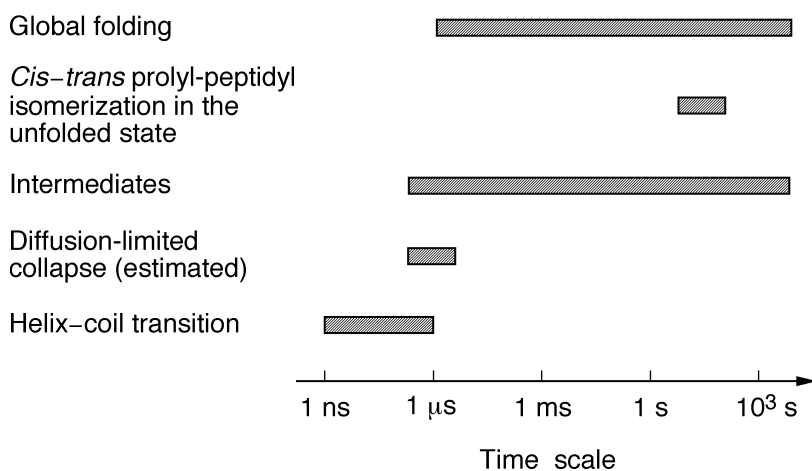 Global folding
Cis–trans prolyl-peptidyl
isomerization in the
unfolded state
Intermediates
Diffusion-limited
collapse (estimated)
Helix–coil transition
1 ns 1 μs 1 ms 1 s 10³ s
Time scale